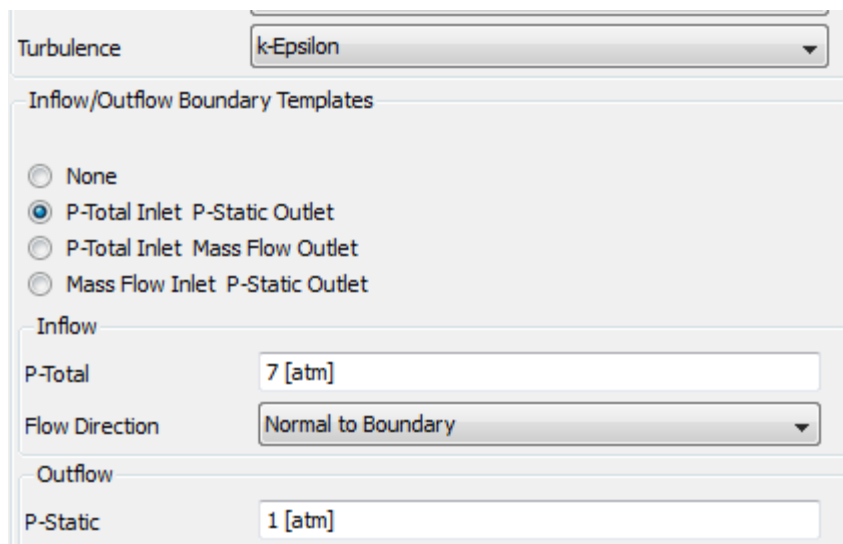 Turbulence k-Epsilon
Inflow/Outflow Boundary Templates
None
P-Total Inlet P-Static Outlet
P-Total Inlet Mass Flow Outlet
Mass Flow Inlet P-Static Outlet
Inflow
P-Total 7 [atm]
Flow Direction Normal to Boundary
Outflow
P-Static 1 [atm]